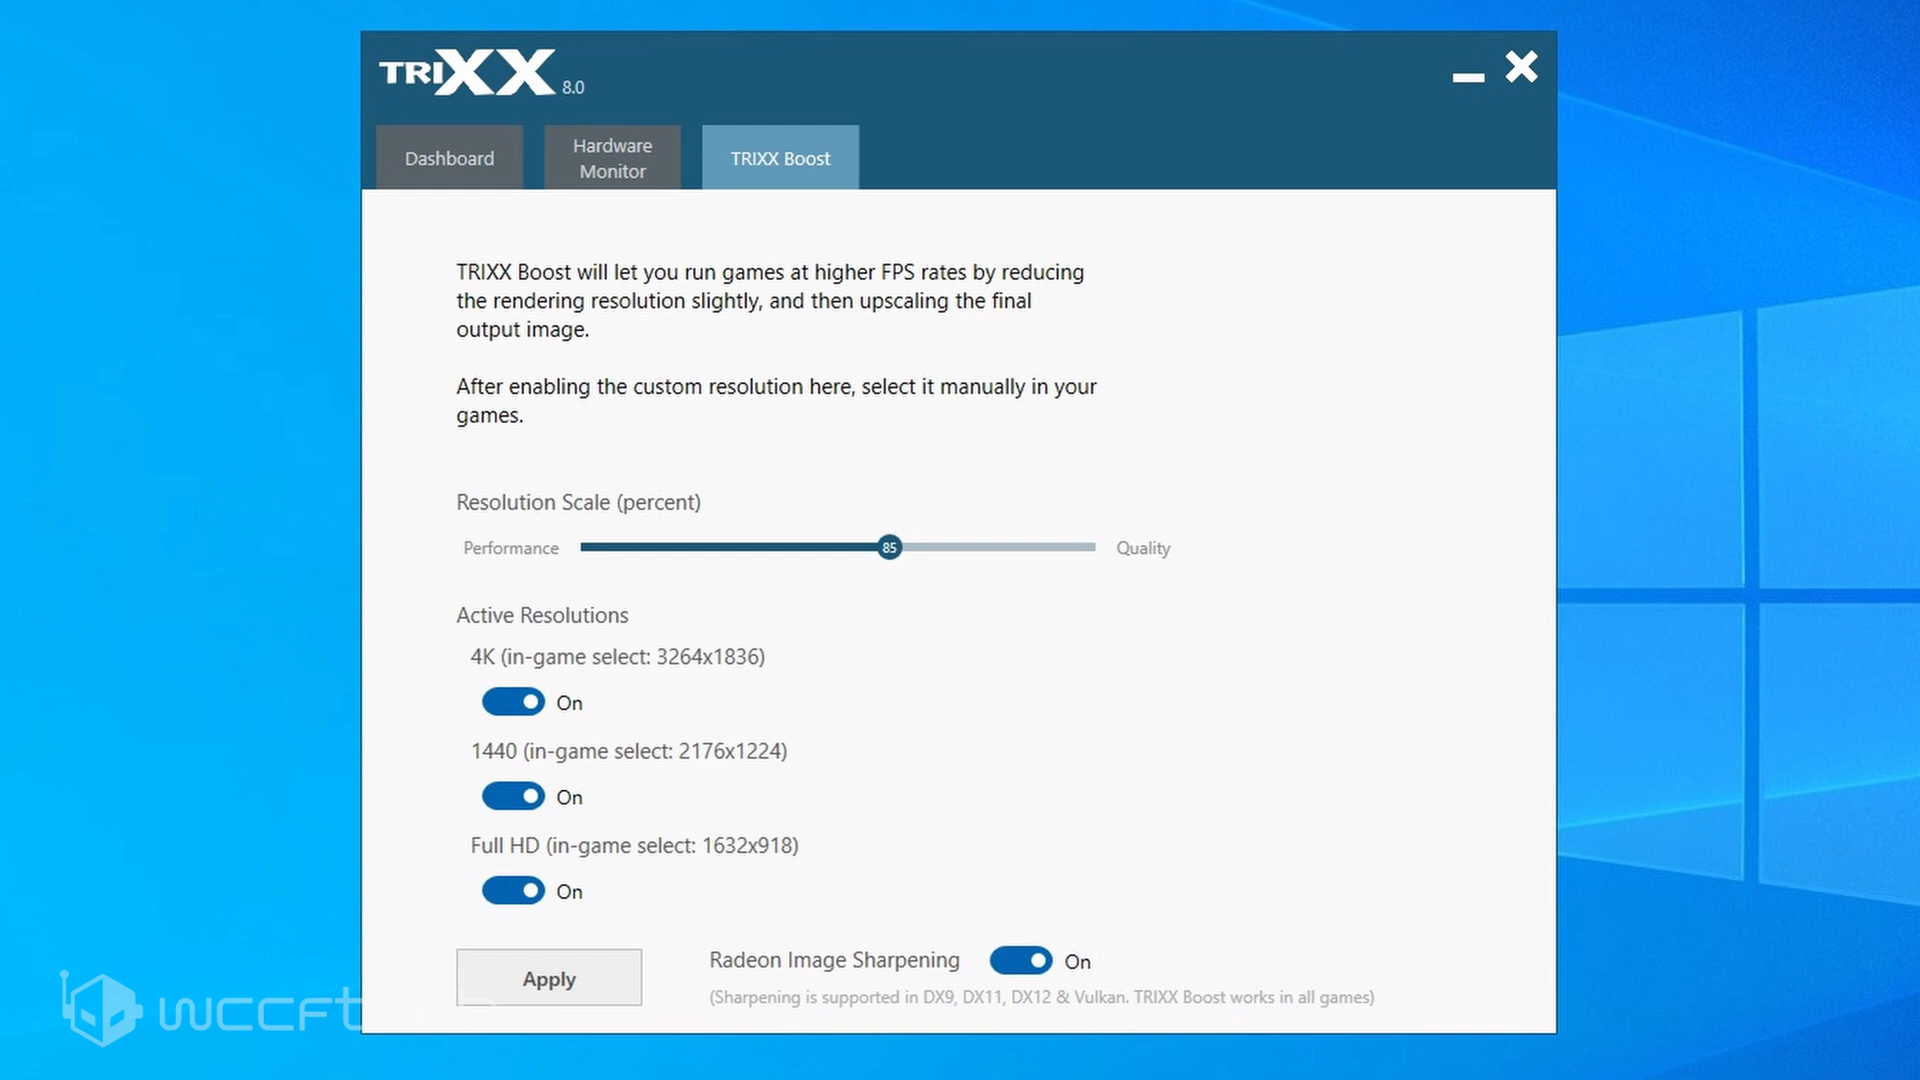 TRIXX 8.0
Dashboard
Hardware
Monitor
TRIXX Boost
TRIXX Boost will let you run games at higher FPS rates by reducing
the rendering resolution slightly, and then upscaling the final
output image.
After enabling the custom resolution here, select it manually in your
games.
Resolution Scale (percent)
Performance 85 Quality
Active Resolutions
4K (in-game select: 3264x1836)
On
1440 (in-game select: 2176x1224)
On
Full HD (in-game select: 1632x918)
On
Apply
Radeon Image Sharpening On
(Sharpening is supported in DX9, DX11, DX12 & Vulkan. TRIXX Boost works in all games)
wccftech